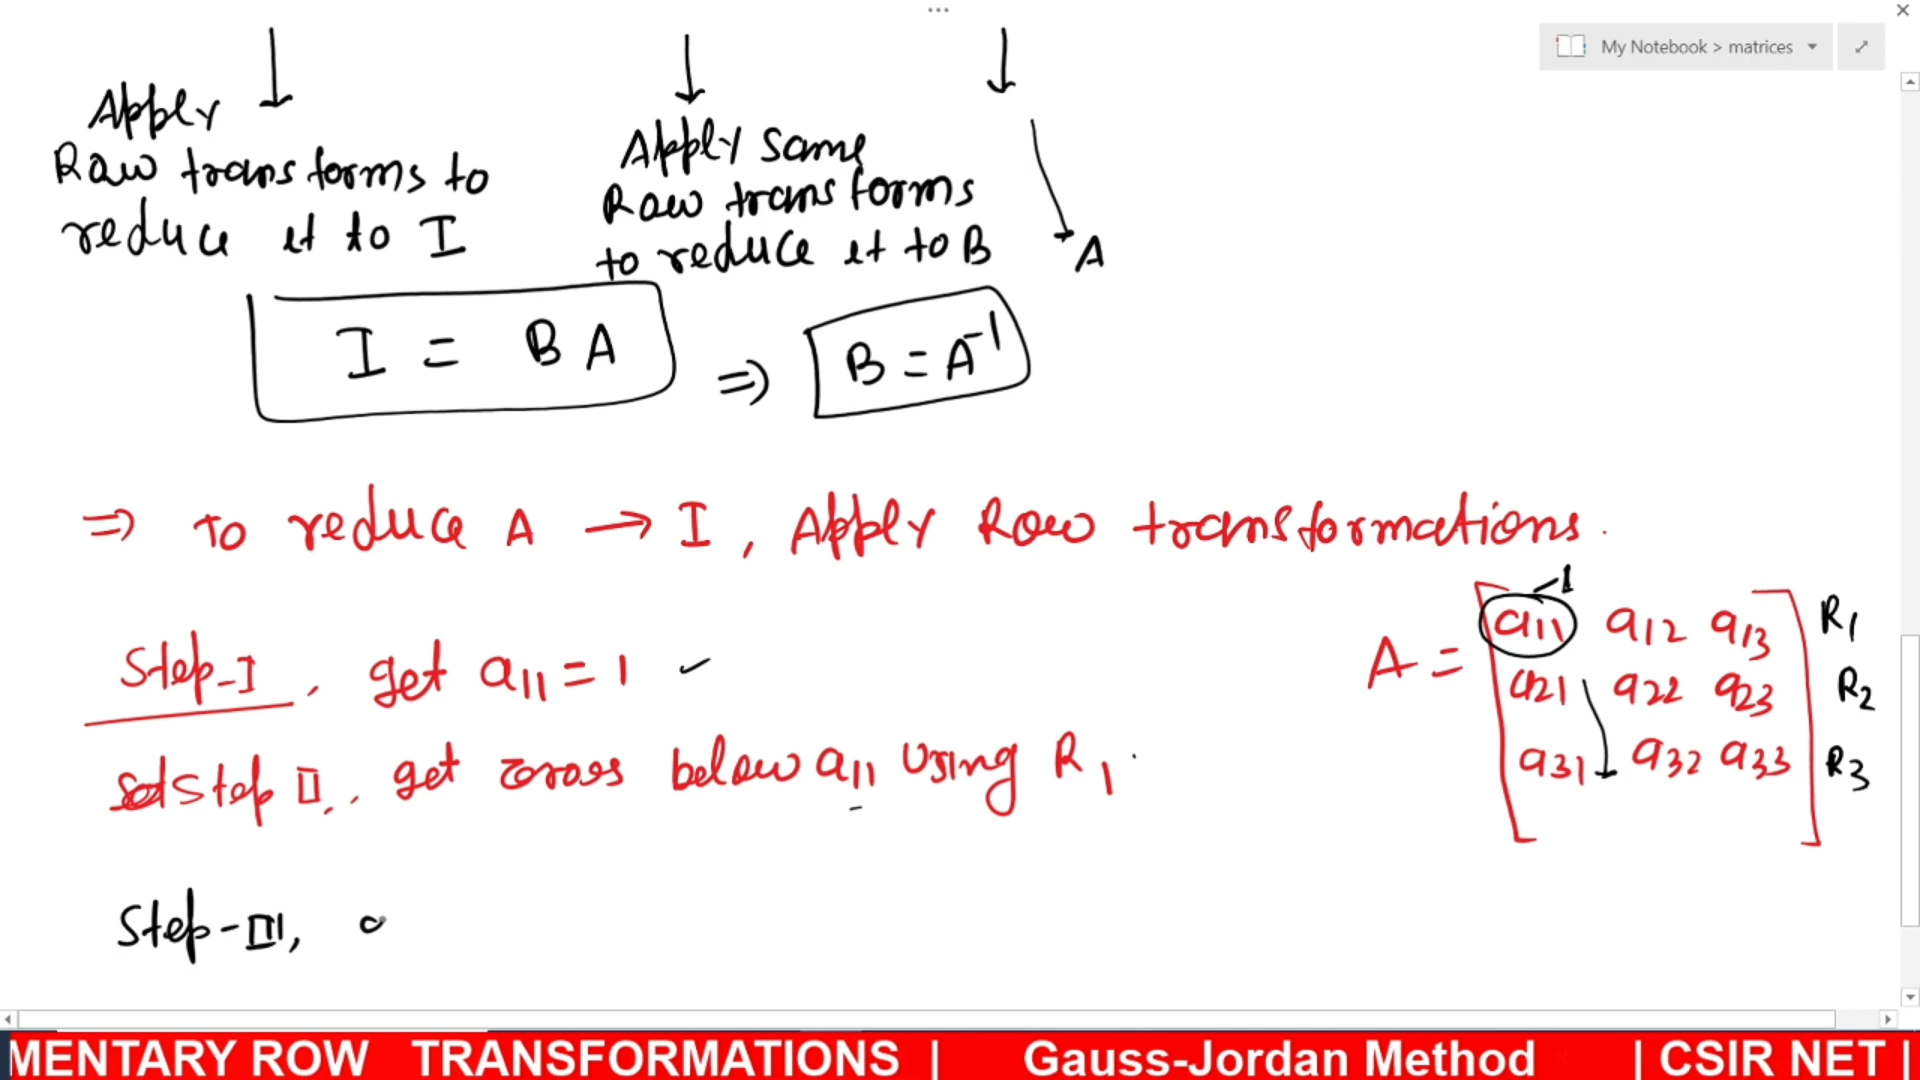 My Notebook > matrices
Apply
Raw transforms to
reduce it to I
Apply same
Row transforms
to reduce it to B
A
I = BA
⇒ B = A⁻¹
⇒ To reduce A → I, Apply Row transformations.
Step-I, get a11 = 1
Step II, get zeroes below a11 using R1.
A = [ a11 a12 a13 ] R1
a21 a22 a23 R2
a31 a32 a33 R3
1
Step-III,
MENTARY ROW TRANSFORMATIONS | Gauss-Jordan Method | CSIR NET |